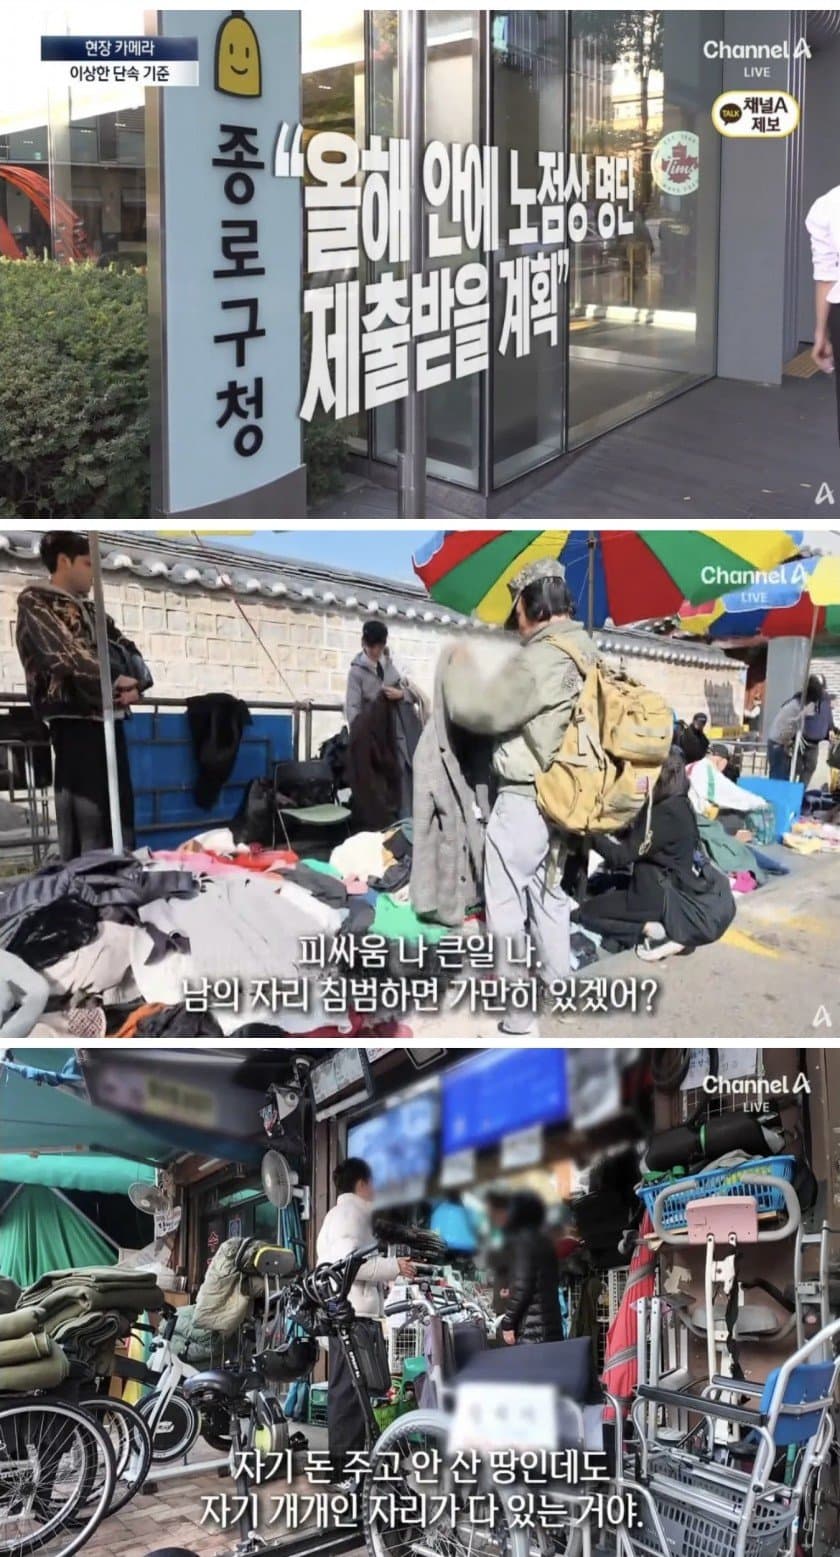 현장 카메라
이상한 단속 기준
Channel A
LIVE
TALK 채널A
제보
종로구청
Tims
“올해 안에 노점상 명단
제출받을 계획”
Channel A
LIVE
피싸움 나 큰일 나.
남의 자리 침범하면 가만히 있겠어?
Channel A
LIVE
자기 돈 주고 안 산 땅인데도
자기 개개인 자리가 다 있는 거야.